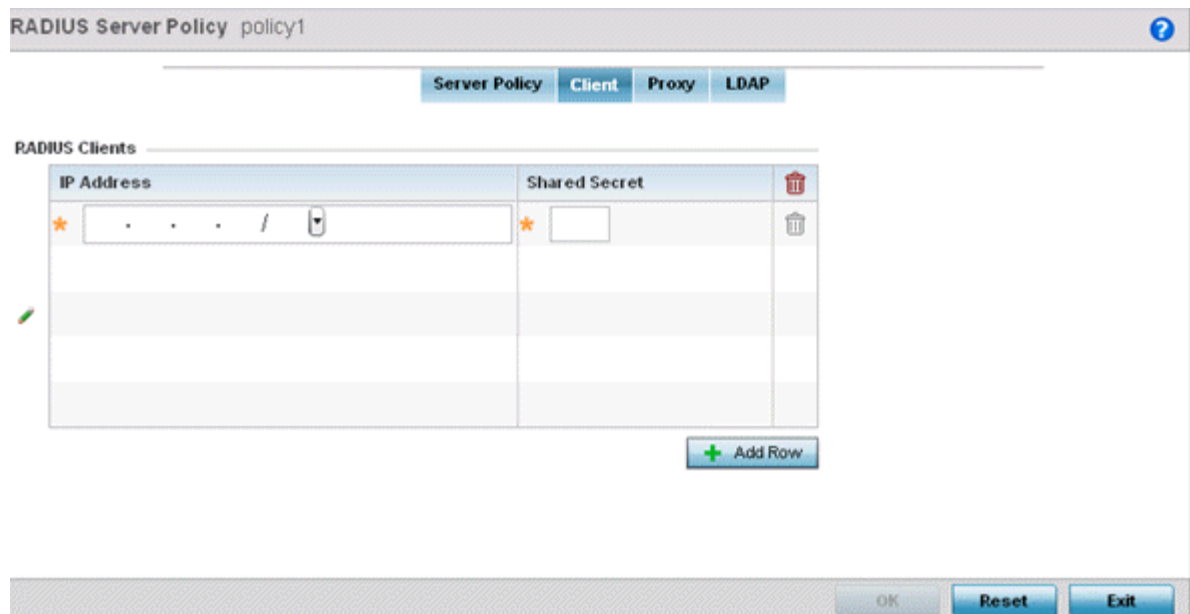 RADIUS Server Policy policy1
?
Server Policy Client Proxy LDAP
RADIUS Clients
IP Address Shared Secret
* . . . / *
+ Add Row
OK Reset Exit